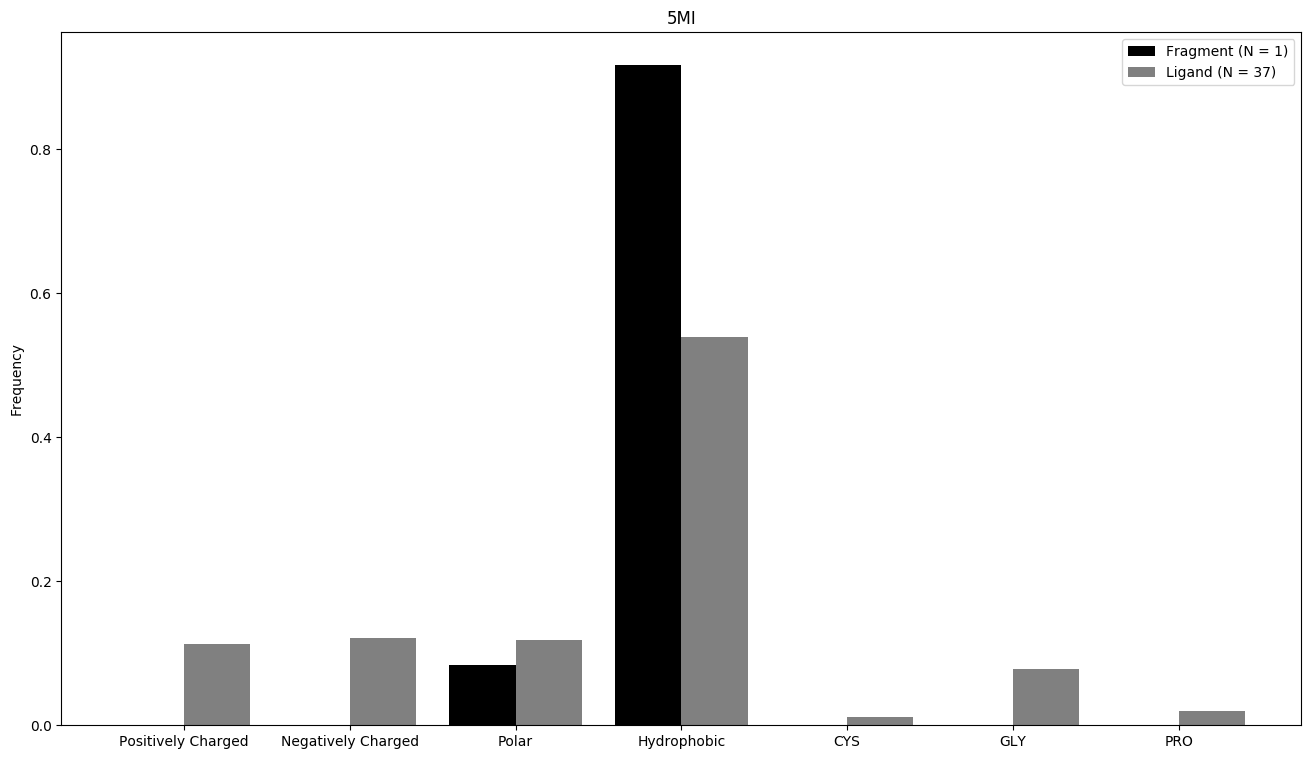 5MI
Fragment (N = 1)
Ligand (N = 37)
Frequency
0.8
0.6
0.4
0.2
0.0
Positively Charged
Negatively Charged
Polar
Hydrophobic
CYS
GLY
PRO